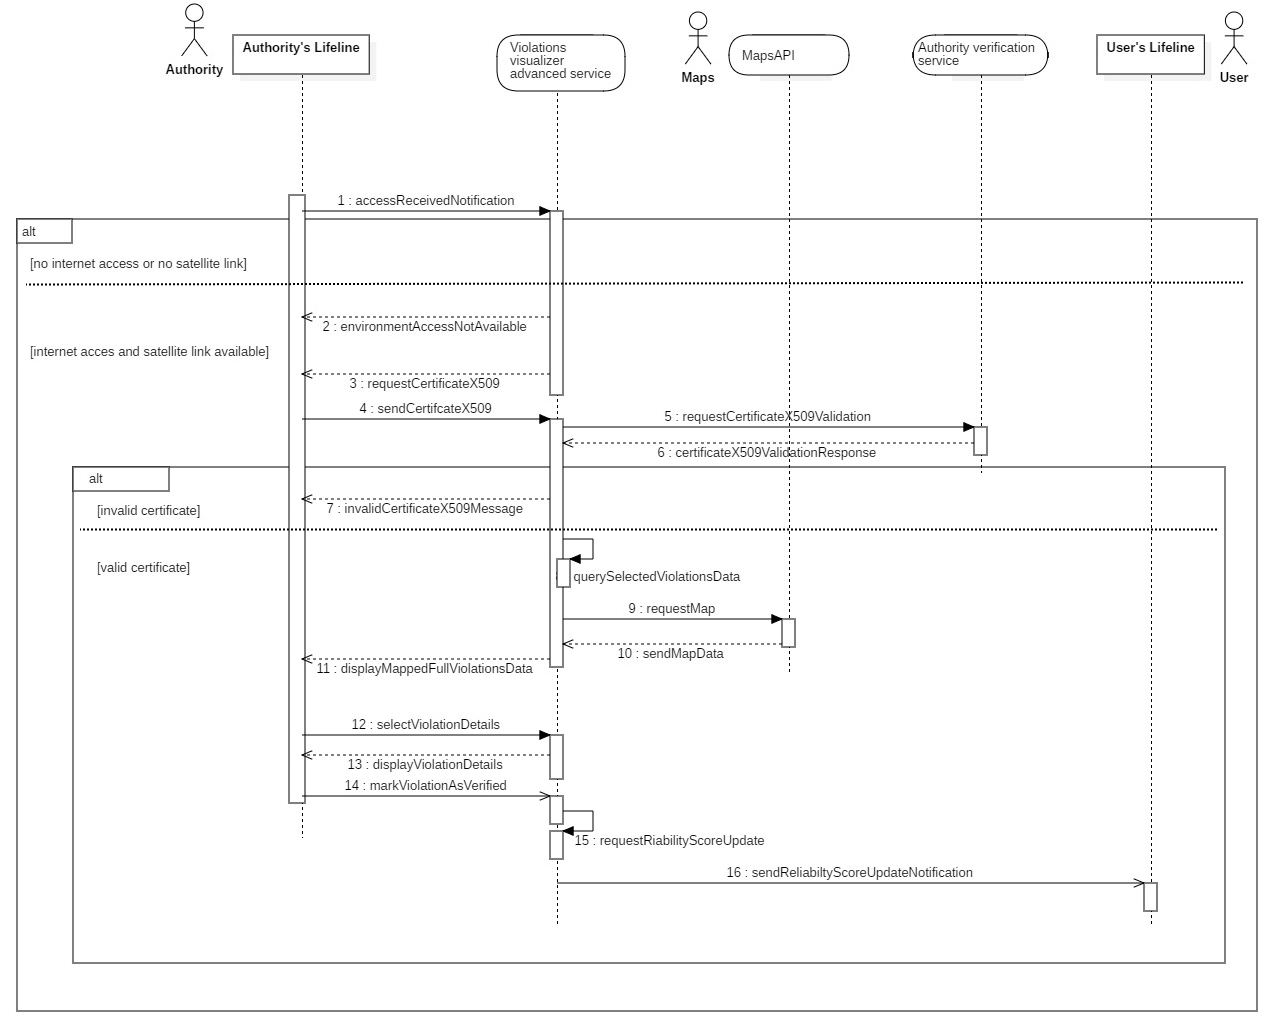 Authority
Authority's Lifeline
Violations
visualizer
advanced service
Maps
MapsAPI
Authority verification
service
User's Lifeline
User
1 : accessReceivedNotification
alt
[no internet access or no satellite link]
2 : environmentAccessNotAvailable
[internet acces and satellite link available]
3 : requestCertificateX509
4 : sendCertifcateX509
5 : requestCertificateX509Validation
6 : certificateX509ValidationResponse
alt
7 : invalidCertificateX509Message
[invalid certificate]
[valid certificate]
querySelectedViolationsData
9 : requestMap
10 : sendMapData
11 : displayMappedFullViolationsData
12 : selectViolationDetails
13 : displayViolationDetails
14 : markViolationAsVerified
15 : requestRiabilityScoreUpdate
16 : sendReliabiltyScoreUpdateNotification